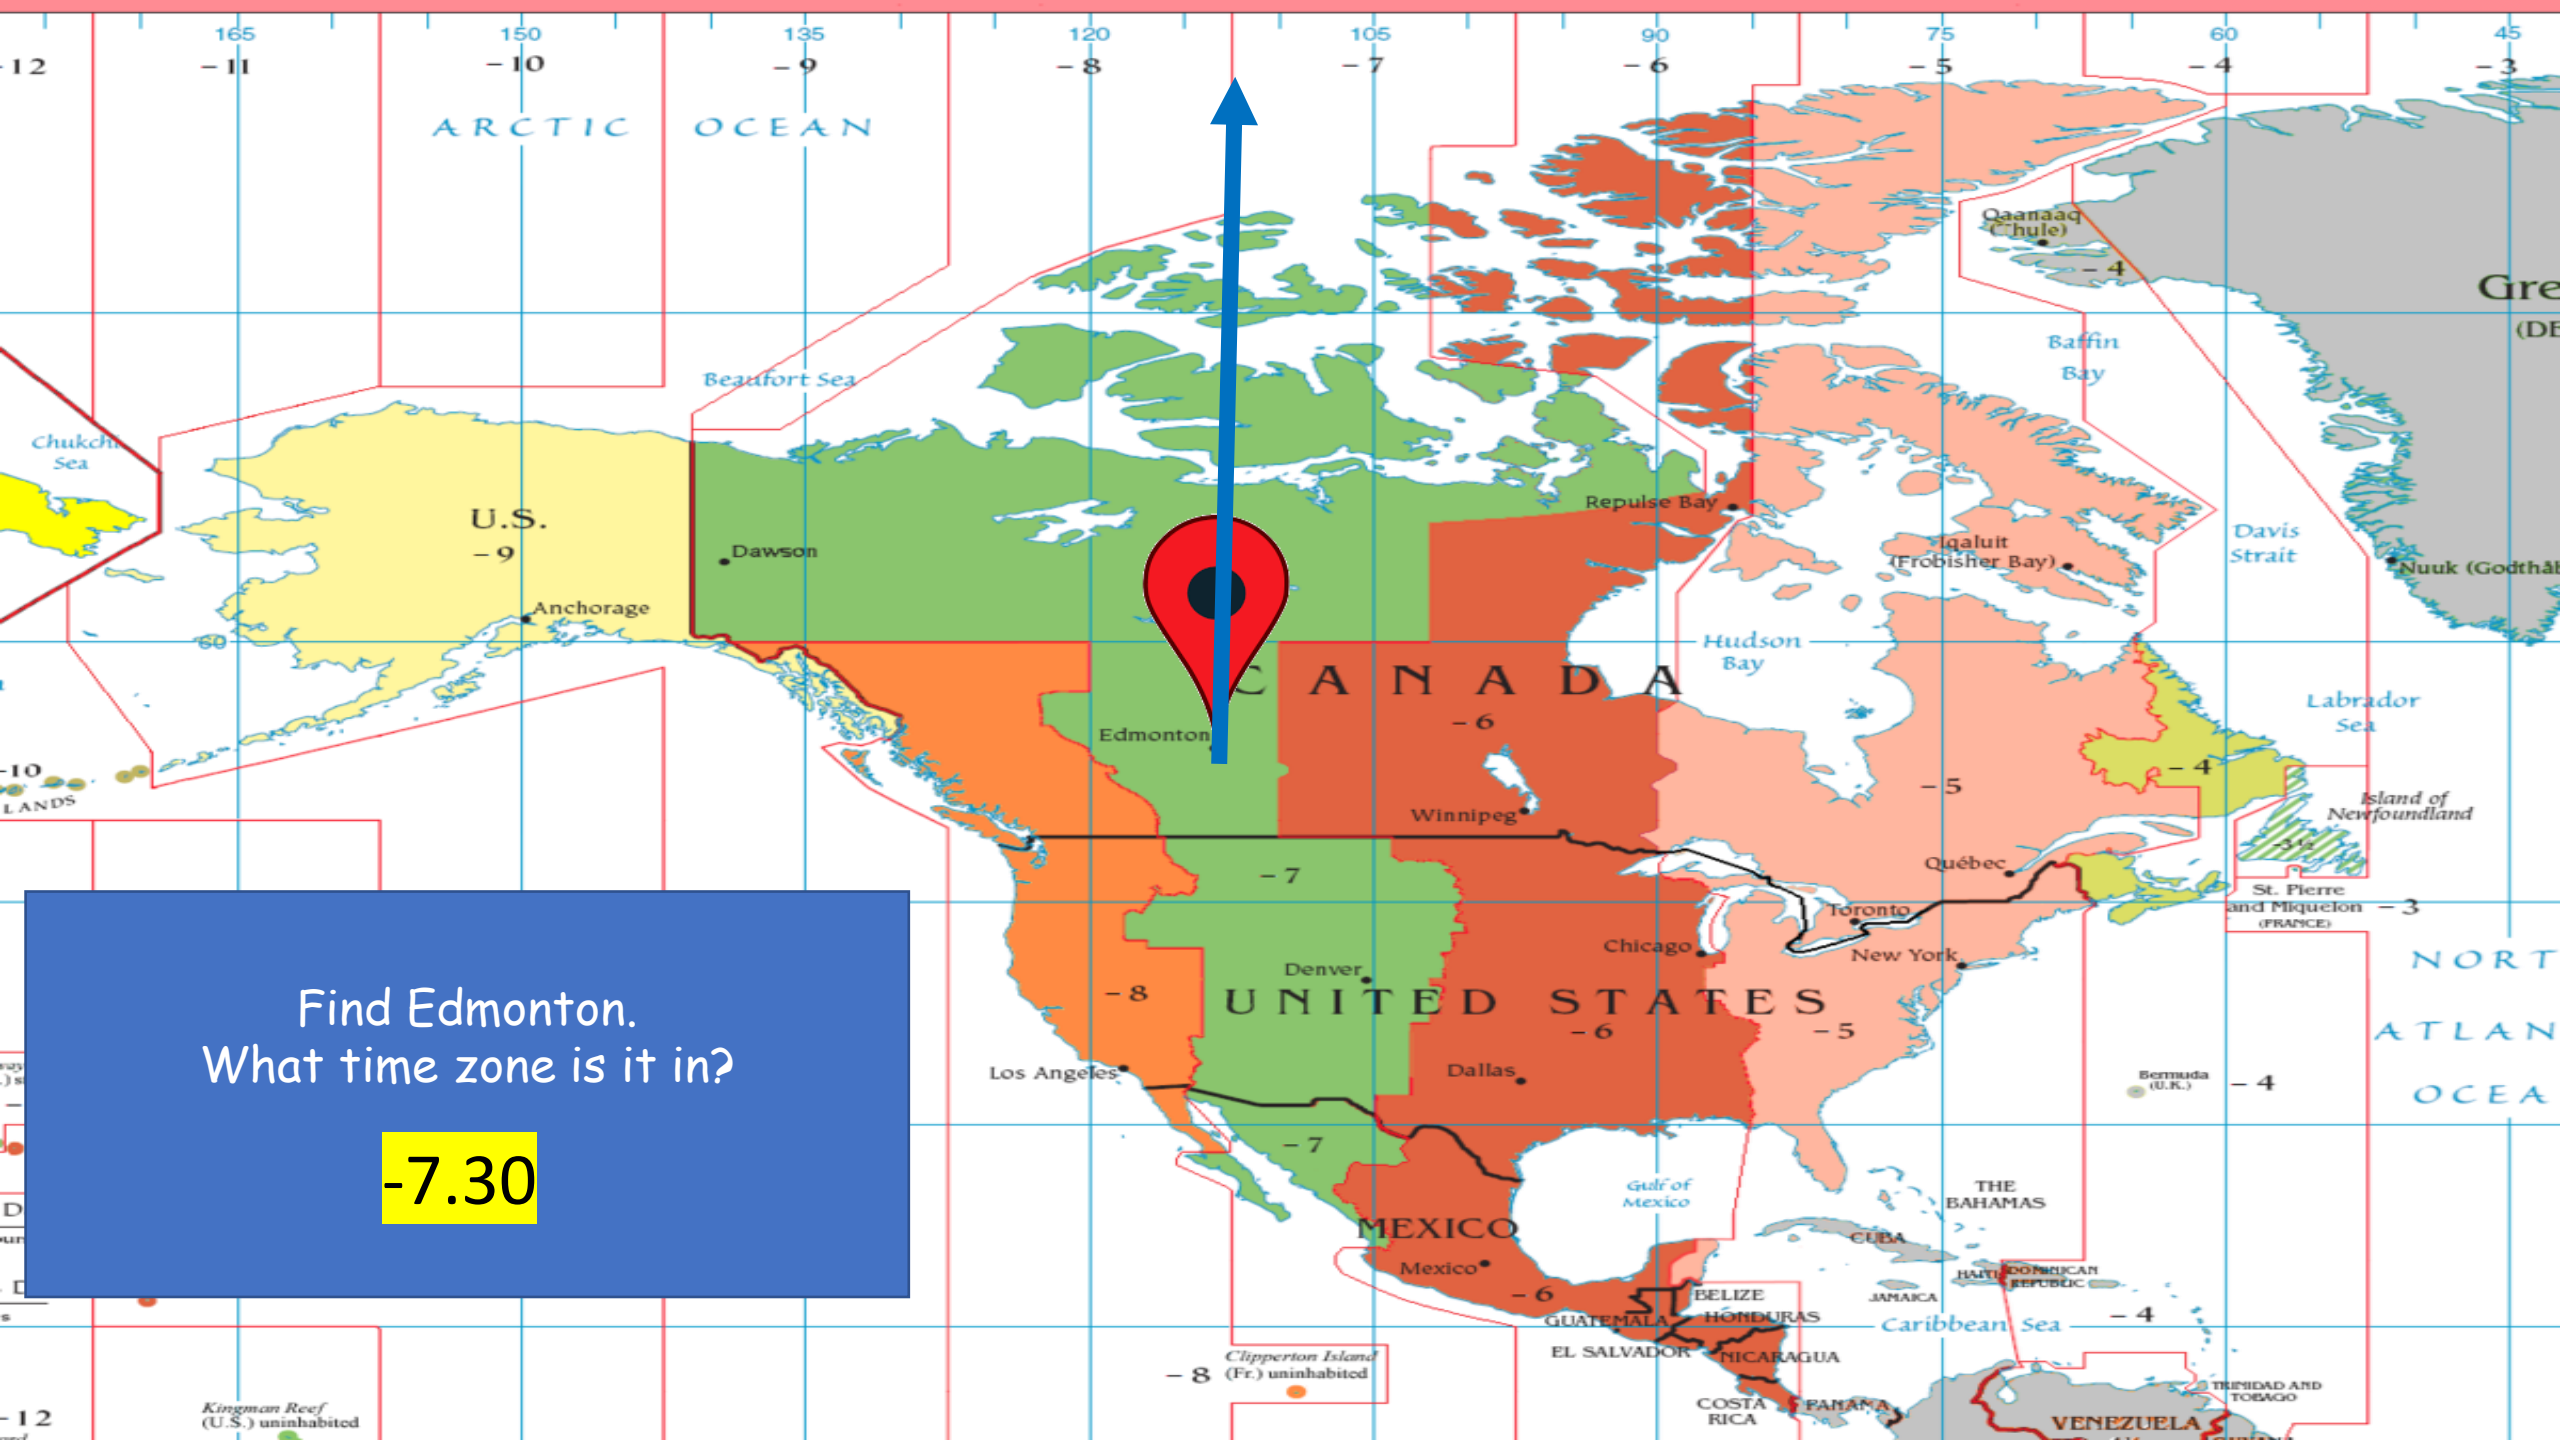 165 150 135 120 105 90 75 60 45
-12 -11 -10 -9 -8 -7 -6 -5 -4 -3
ARCTIC OCEAN
Qaanaaq
-4
Gre
(DE
Baffin
Bay
Beaufort Sea
Chukchi
Sea
U.S.
-9
Dawson
Anchorage
Repulse Bay
Iqaluit
(Frobisher Bay)
Davis
Strait
Nuuk (Godthåb
60
Hudson
Bay
CANADA
-6
Labrador
Sea
Edmonton
-10
LANDS
-5
-4
Island of
Newfoundland
Winnipeg
-3½
Québec
St. Pierre
and Miquelon
(FRANCE)
-3
-7
Toronto
Chicago
New York
NORT
ATLAN
OCEA
Denver
-8
UNITED STATES
-6
-5
Los Angeles
Dallas
Bermuda
(U.K.)
-4
Find Edmonton.
What time zone is it in?
-7.30
-7
Gulf of
Mexico
THE
BAHAMAS
MEXICO
Mexico
CUBA
HAITI
DOMINICAN
REPUBLIC
JAMAICA
-6
BELIZE
HONDURAS
GUATEMALA
EL SALVADOR
NICARAGUA
Caribbean Sea
-4
-8
Clipperton Island
(Fr.) uninhabited
COSTA
RICA
PANAMA
TRINIDAD AND
TOBAGO
VENEZUELA
-12
Kingman Reef
(U.S.) uninhabited